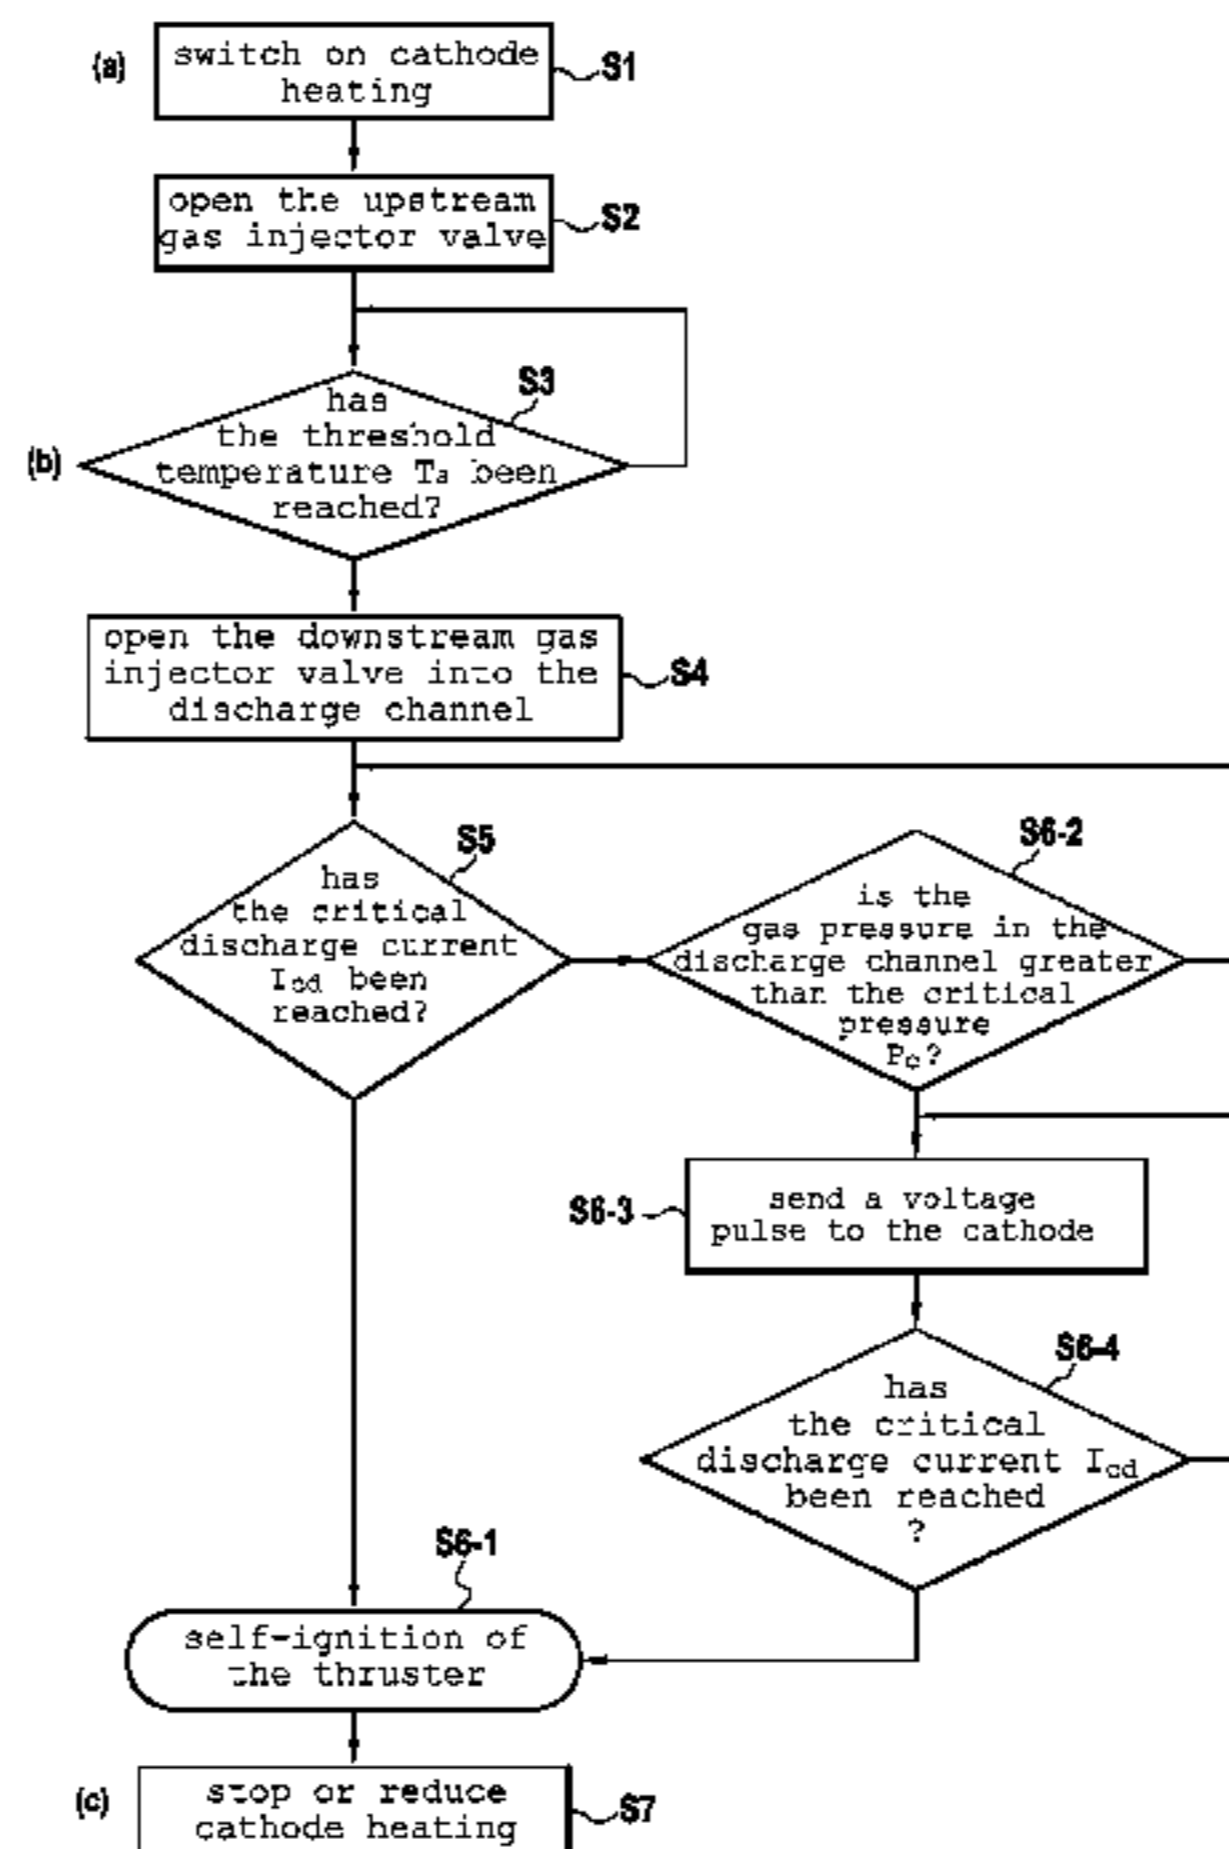 (a)
switch on cathode
heating
S1
open the upstream
gas injector valve
S2
S3
has
the threshold
(b)
temperature Ta been
reached?
open the downstream gas
injector valve into the
discharge channel
S4
S5
has
the critical
discharge current
Icd been
reached?
S6-2
is the
gas pressure in the
discharge channel greater
than the critical
pressure
Pc?
S6-3
send a voltage
pulse to the cathode
S6-4
has
the critical
discharge current Icd
been reached
?
S6-1
self-ignition of
the thruster
(c)
stop or reduce
cathode heating
S7